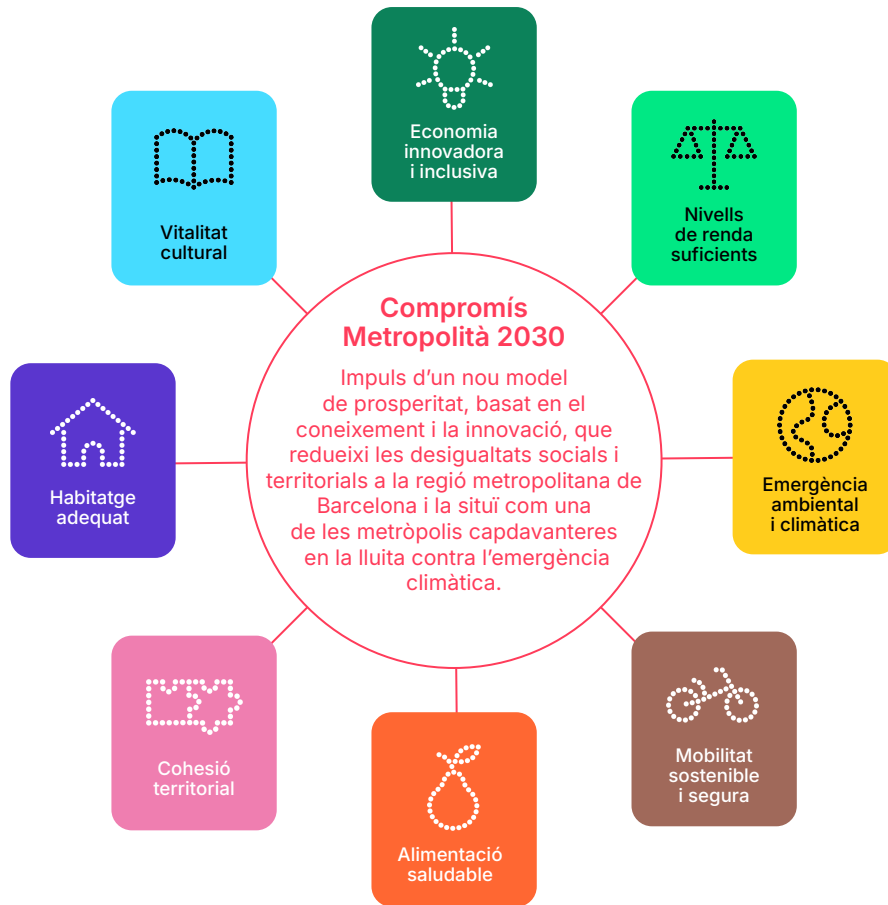 Economia
innovadora
i inclusiva
Nivells
de renda
suficients
Emergència
ambiental
i climàtica
Mobilitat
sostenible
i segura
Alimentació
saludable
Cohesió
territorial
Habitatge
adequat
Vitalitat
cultural
Compromís
Metropolità 2030
Impuls d’un nou model
de prosperitat, basat en el
coneixement i la innovació, que
redueixi les desigualtats socials i
territorials a la regió metropolitana de
Barcelona i la situï com una
de les metròpolis capdavanteres
en la lluita contra l’emergència
climàtica.